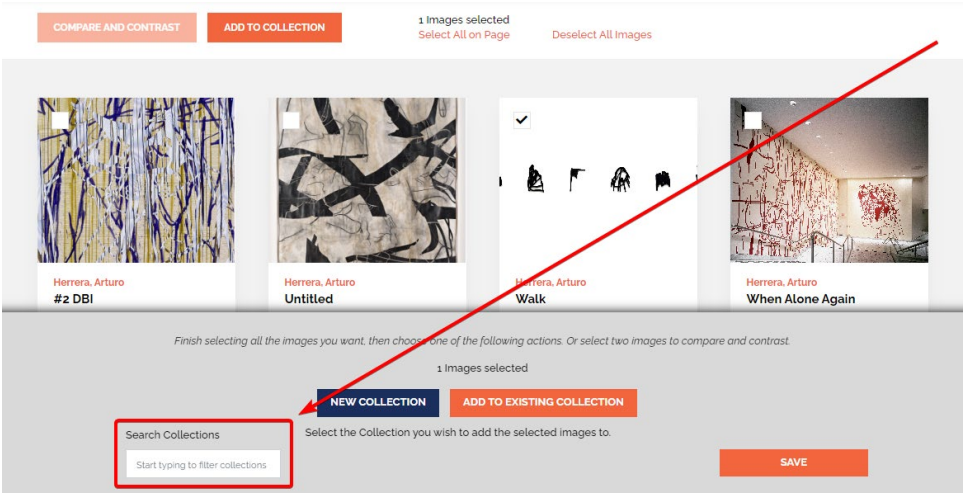 COMPARE AND CONTRAST
ADD TO COLLECTION
1 Images selected
Select All on Page
Deselect All Images
Herrera, Arturo
#2 DBI
Herrera, Arturo
Untitled
Herrera, Arturo
Walk
Herrera, Arturo
When Alone Again
Finish selecting all the images you want, then choose one of the following actions. Or select two images to compare and contrast.
1 Images selected
NEW COLLECTION
ADD TO EXISTING COLLECTION
Search Collections
Select the Collection you wish to add the selected images to.
Start typing to filter collections
SAVE